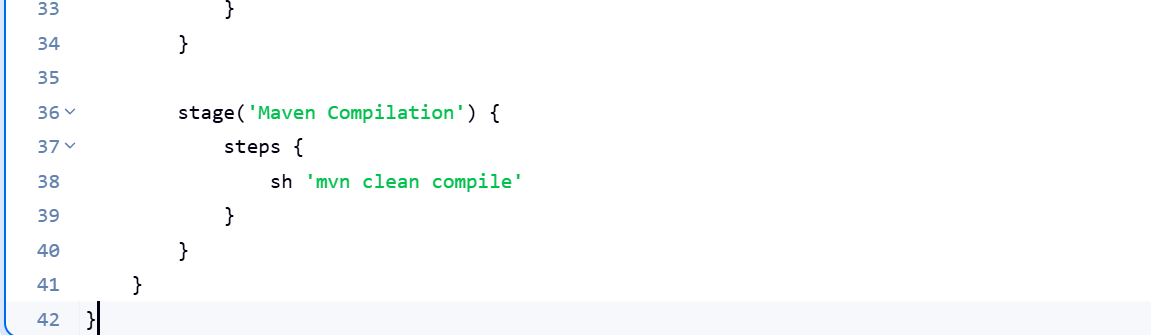 33            }
34        }
35
36        stage('Maven Compilation') {
37            steps {
38                sh 'mvn clean compile'
39            }
40        }
41    }
42 }